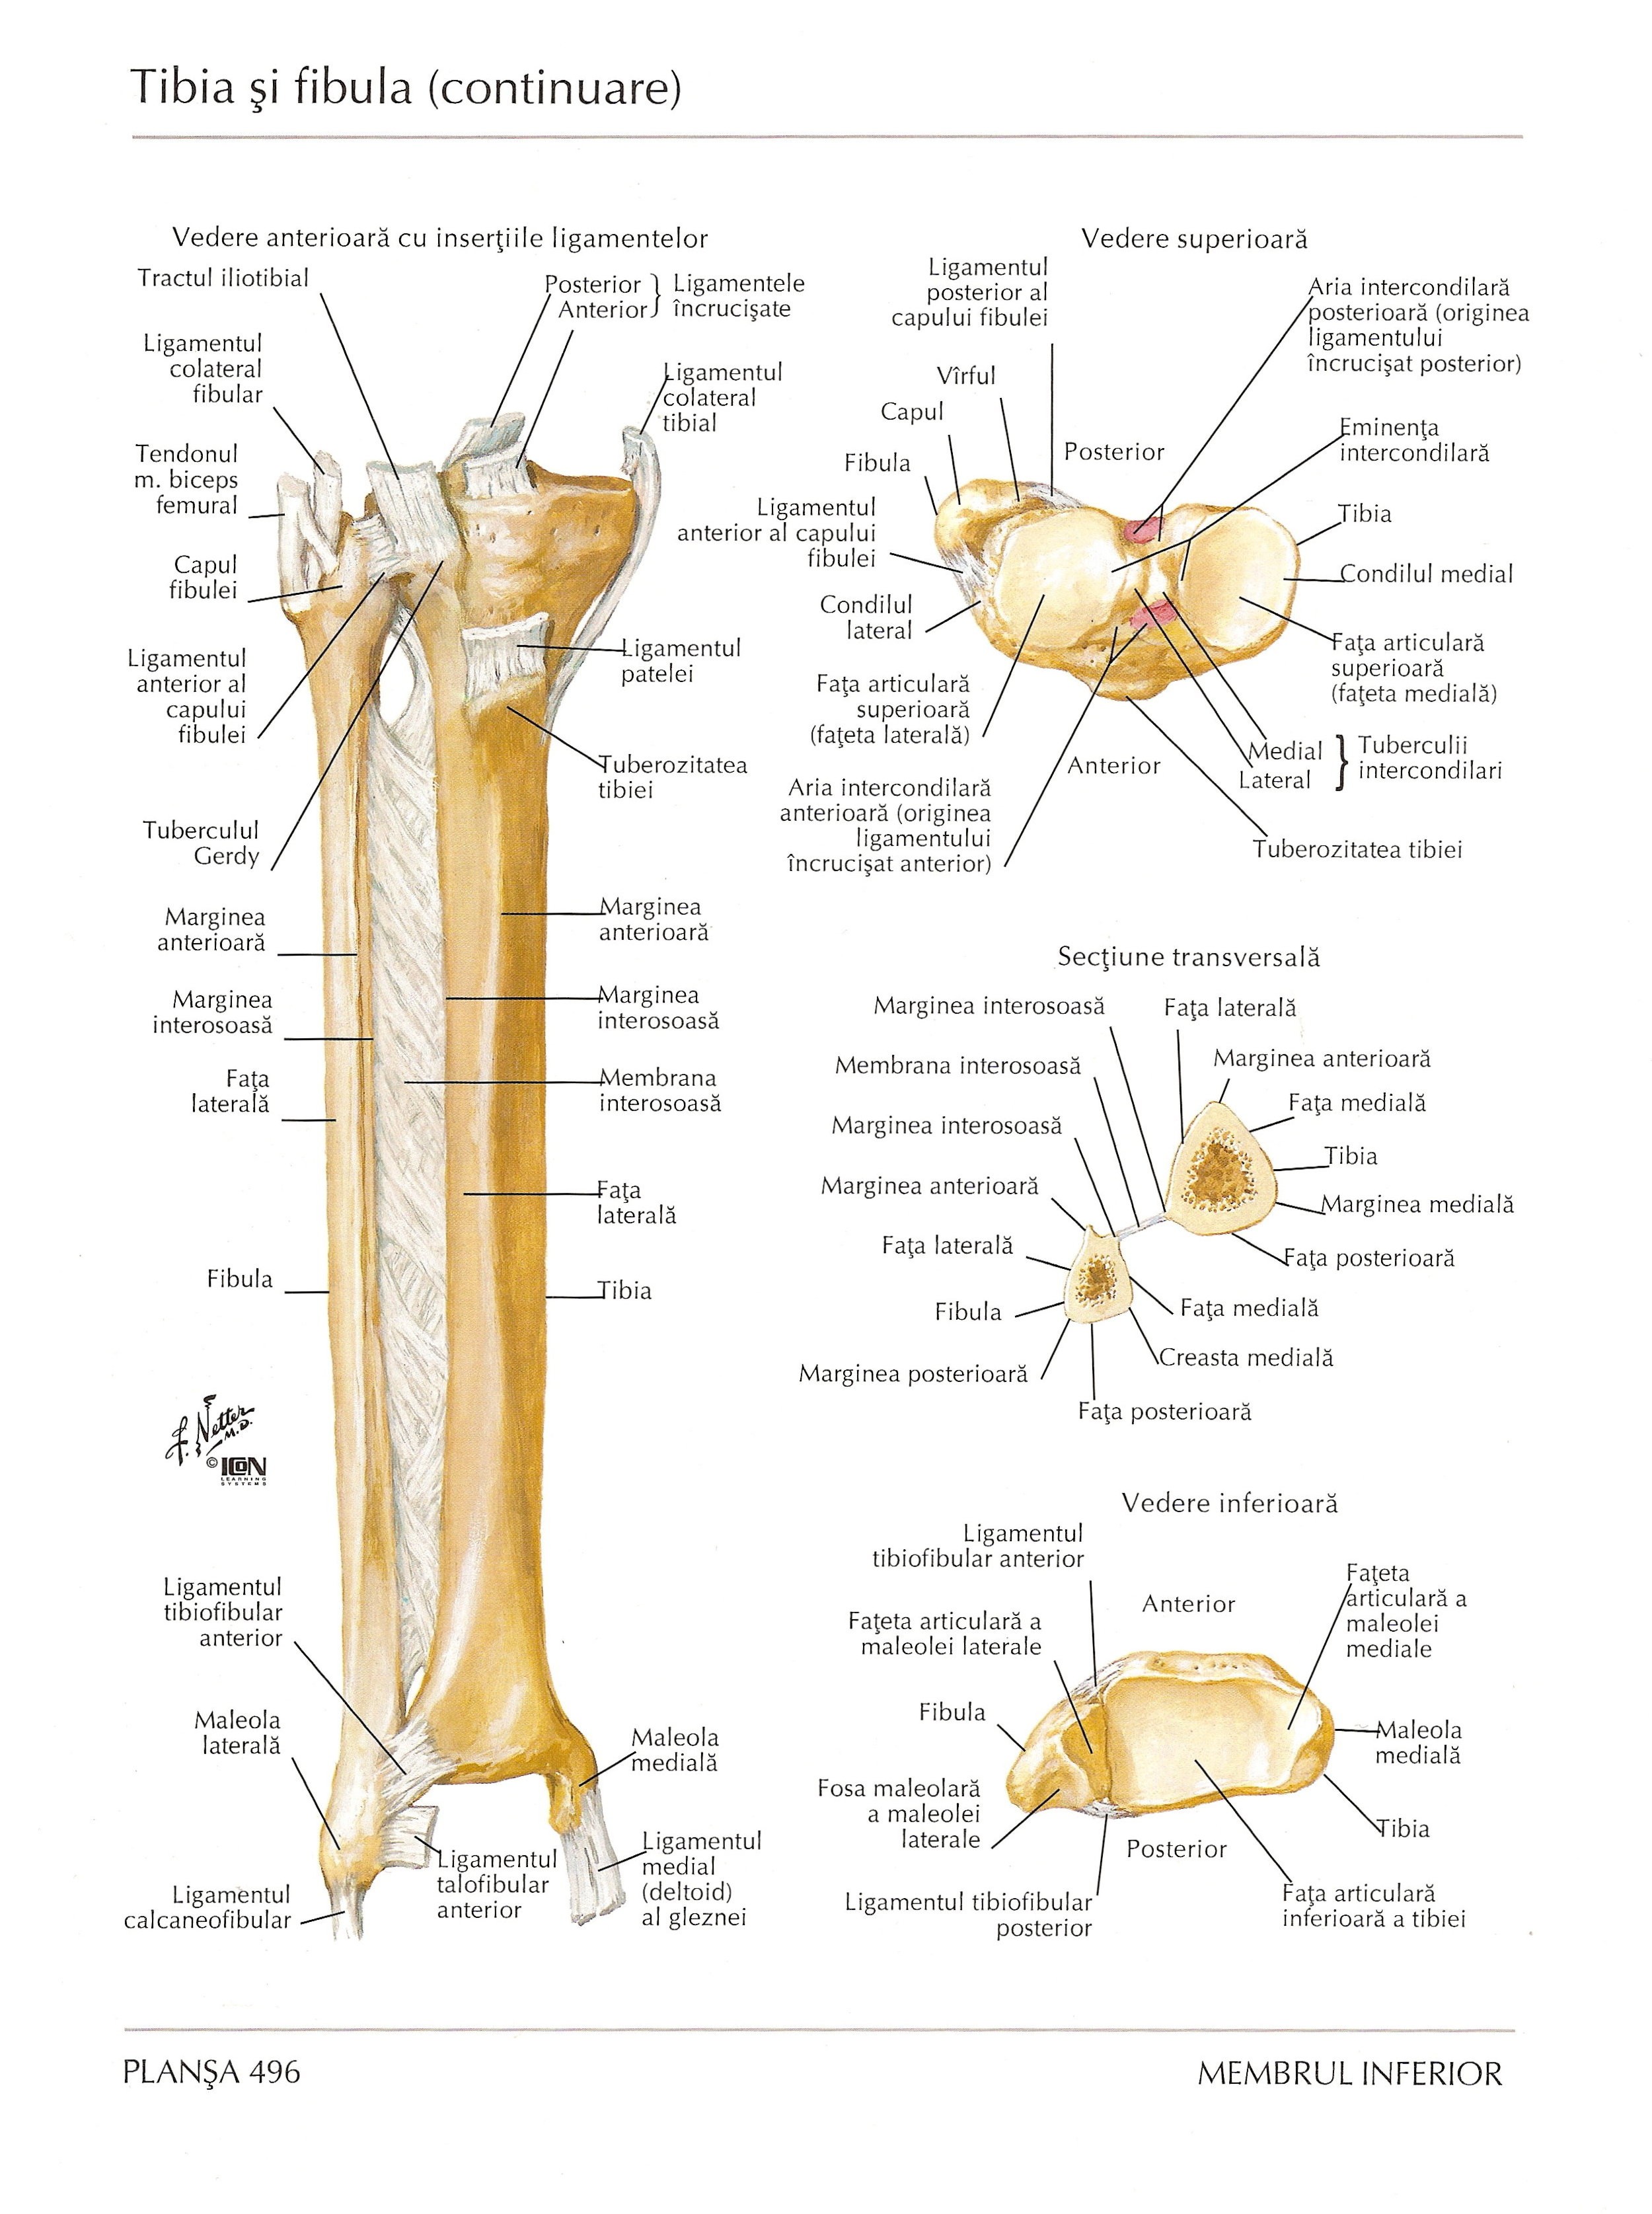 Tibia şi fibula (continuare)
Vedere anterioară cu inserţiile ligamentelor
Tractul iliotibial
Posterior
Anterior
Ligamentele
încrucişate
Ligamentul
colateral
fibular
Ligamentul
colateral
tibial
Tendonul
m. biceps
femural
Capul
fibulei
Ligamentul
anterior al
capului
fibulei
Ligamentul
patelei
Tuberozitatea
tibiei
Tuberculul
Gerdy
Marginea
anterioară
Marginea
anterioară
Marginea
interosoasă
Marginea
interosoasă
Faţa
laterală
Membrana
interosoasă
Faţa
laterală
Fibula
Tibia
F. Netter
M.D.
© ICON
LEARNING
SYSTEMS
Ligamentul
tibiofibular
anterior
Maleola
laterală
Maleola
medială
Ligamentul
calcaneofibular
Ligamentul
talofibular
anterior
Ligamentul
medial
(deltoid)
al gleznei
Vedere superioară
Ligamentul
posterior al
capului fibulei
Aria intercondilară
posterioară (originea
ligamentului
încrucişat posterior)
Vîrful
Capul
Fibula
Posterior
Eminenţa
intercondilară
Ligamentul
anterior al capului
fibulei
Tibia
Condilul medial
Condilul
lateral
Faţa articulară
superioară
(faţeta medială)
Faţa articulară
superioară
(faţeta laterală)
Anterior
Medial
Lateral
Tuberculii
intercondilari
Aria intercondilară
anterioară (originea
ligamentului
încrucişat anterior)
Tuberozitatea tibiei
Secţiune transversală
Marginea interosoasă
Faţa laterală
Membrana interosoasă
Marginea anterioară
Faţa medială
Marginea interosoasă
Tibia
Marginea anterioară
Marginea medială
Faţa laterală
Faţa posterioară
Fibula
Faţa medială
Creasta medială
Marginea posterioară
Faţa posterioară
Vedere inferioară
Ligamentul
tibiofibular anterior
Anterior
Faţeta
articulară a
maleolei
mediale
Faţeta articulară a
maleolei laterale
Fibula
Maleola
medială
Fosa maleolară
a maleolei
laterale
Tibia
Posterior
Ligamentul tibiofibular
posterior
Faţa articulară
inferioară a tibiei
PLANŞA 496
MEMBRUL INFERIOR